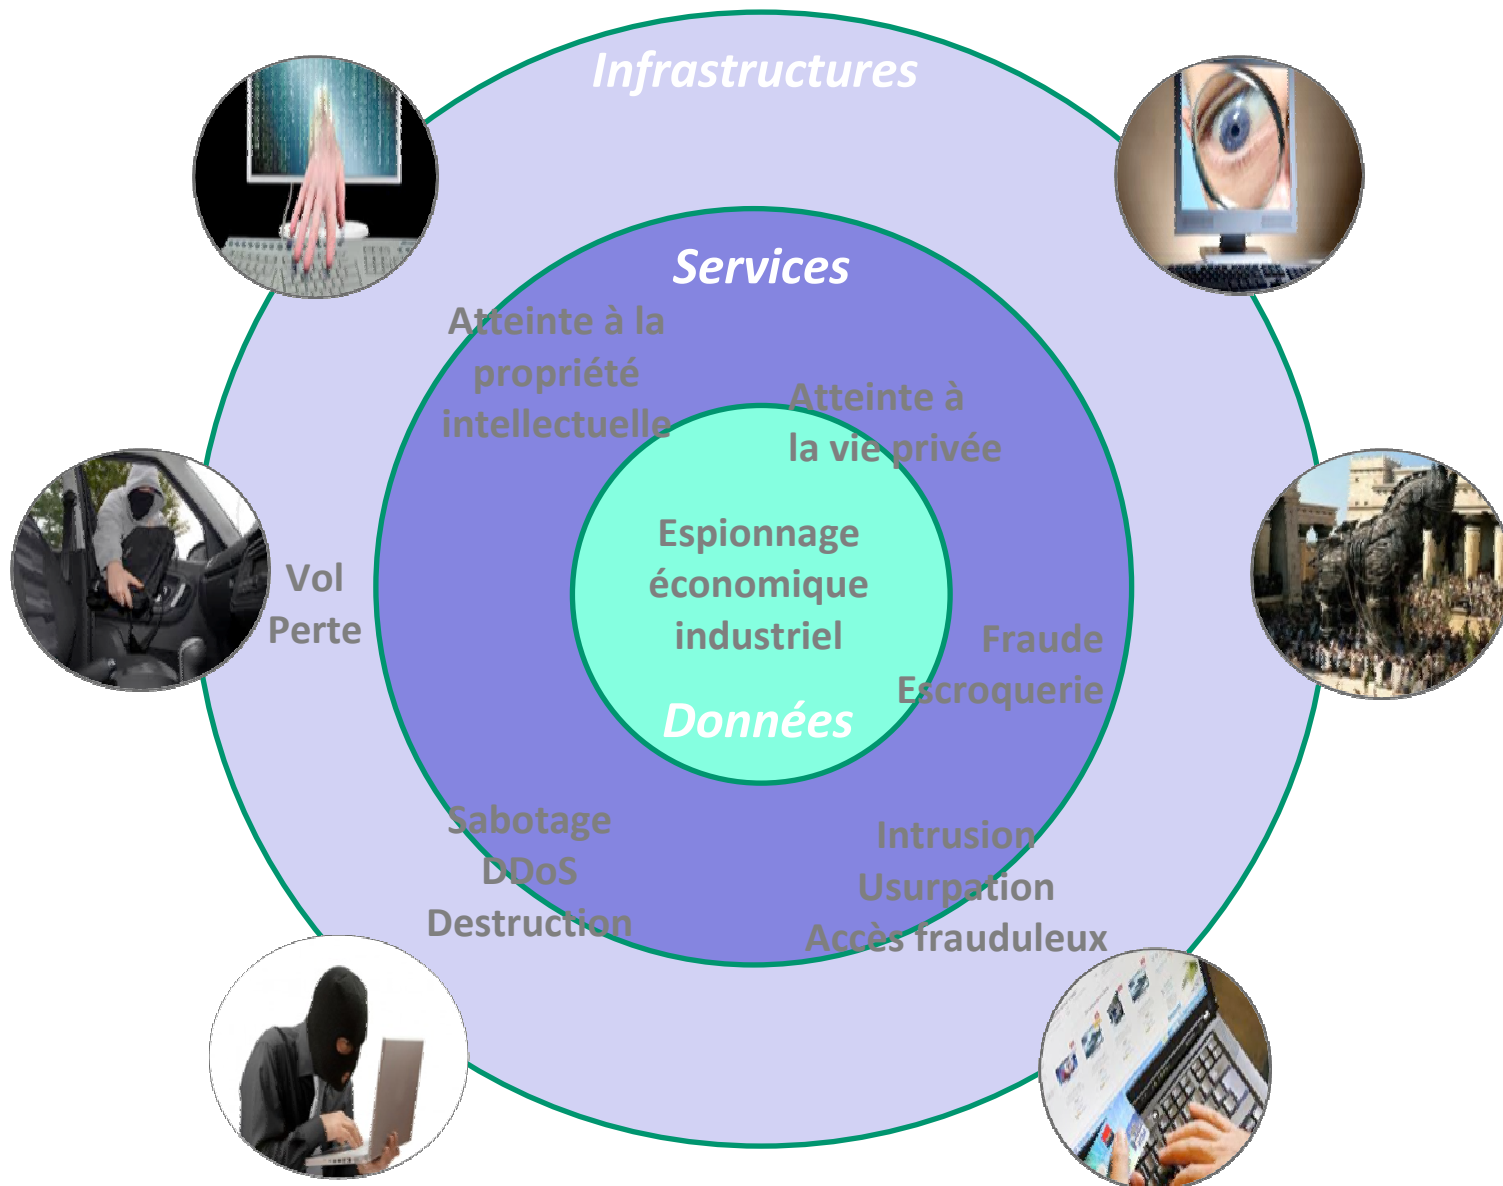 Infrastructures
Services
Atteinte à la
propriété
intellectuelle
Atteinte à
la vie privée
Espionnage
économique
industriel
Vol
Perte
Fraude
Escroquerie
Données
Sabotage
DDoS
Destruction
Intrusion
Usurpation
Accès frauduleux